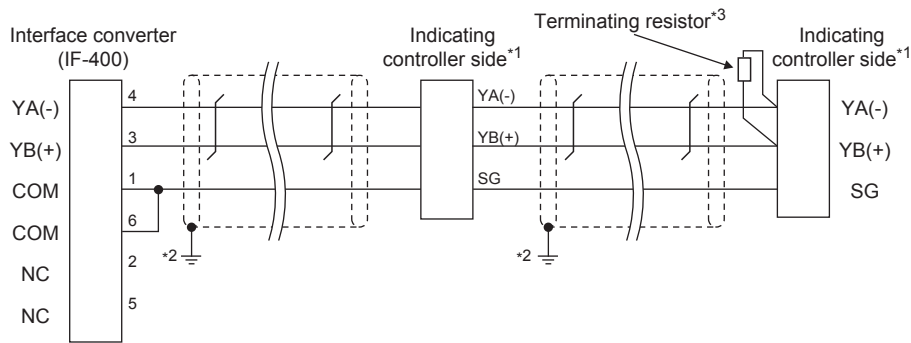 Interface converter
(IF-400)
Indicating
controller side*1
Terminating resistor*3
Indicating
controller side*1
YA(-)
4
YA(-)
YA(-)
YB(+)
3
YB(+)
YB(+)
COM
1
SG
SG
COM
6
*2
*2
NC
2
NC
5